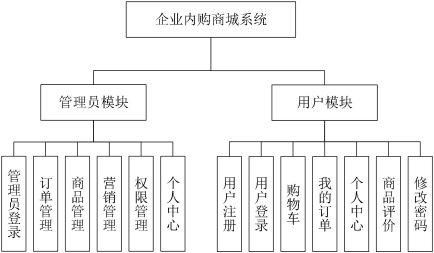 企业内购商城系统
管理员模块
用户模块
管理员登录
订单管理
商品管理
营销管理
权限管理
个人中心
用户注册
用户登录
购物车
我的订单
个人中心
商品评价
修改密码